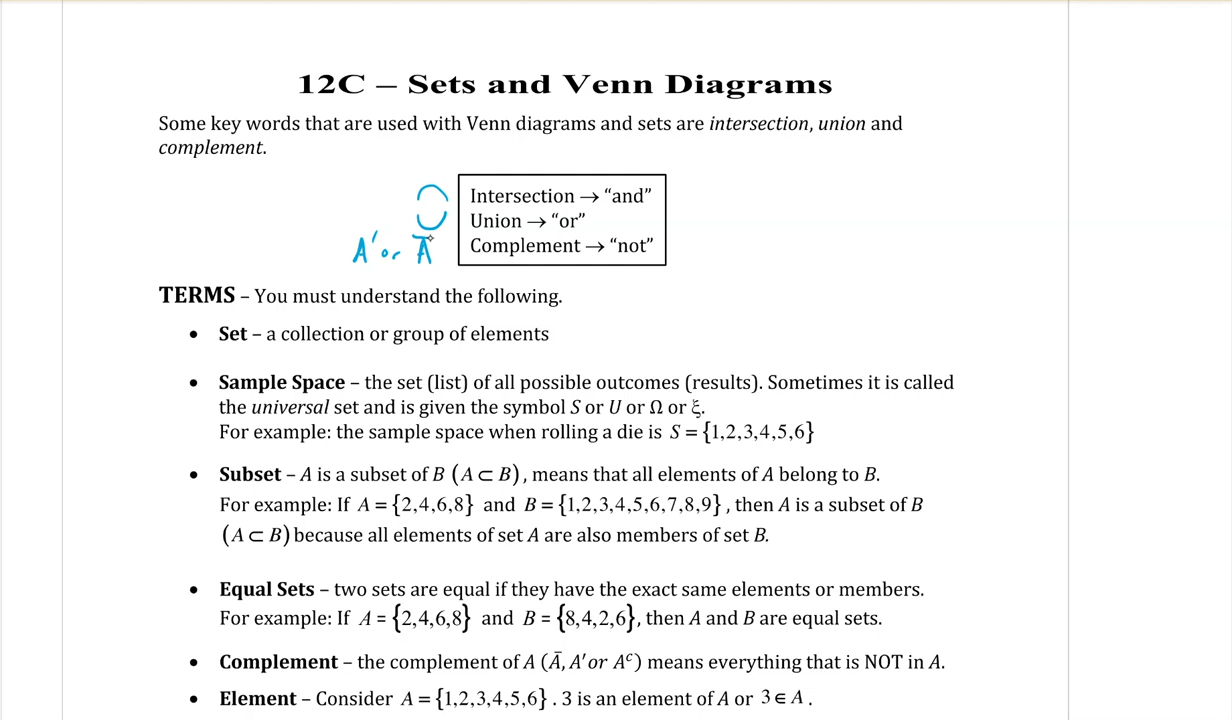 12C – Sets and Venn Diagrams
Some key words that are used with Venn diagrams and sets are intersection, union and
complement.
∩ Intersection → “and”
∪ Union → “or”
A′ or A̅ Complement → “not”
TERMS – You must understand the following.
• Set – a collection or group of elements
• Sample Space – the set (list) of all possible outcomes (results). Sometimes it is called
the universal set and is given the symbol S or U or Ω or ξ.
For example: the sample space when rolling a die is S = {1,2,3,4,5,6}
• Subset – A is a subset of B (A ⊂ B), means that all elements of A belong to B.
For example: If A = {2,4,6,8} and B = {1,2,3,4,5,6,7,8,9}, then A is a subset of B
(A ⊂ B) because all elements of set A are also members of set B.
• Equal Sets – two sets are equal if they have the exact same elements or members.
For example: If A = {2,4,6,8} and B = {8,4,2,6}, then A and B are equal sets.
• Complement – the complement of A (A̅, A′ or Aᶜ) means everything that is NOT in A.
• Element – Consider A = {1,2,3,4,5,6} . 3 is an element of A or 3 ∈ A .